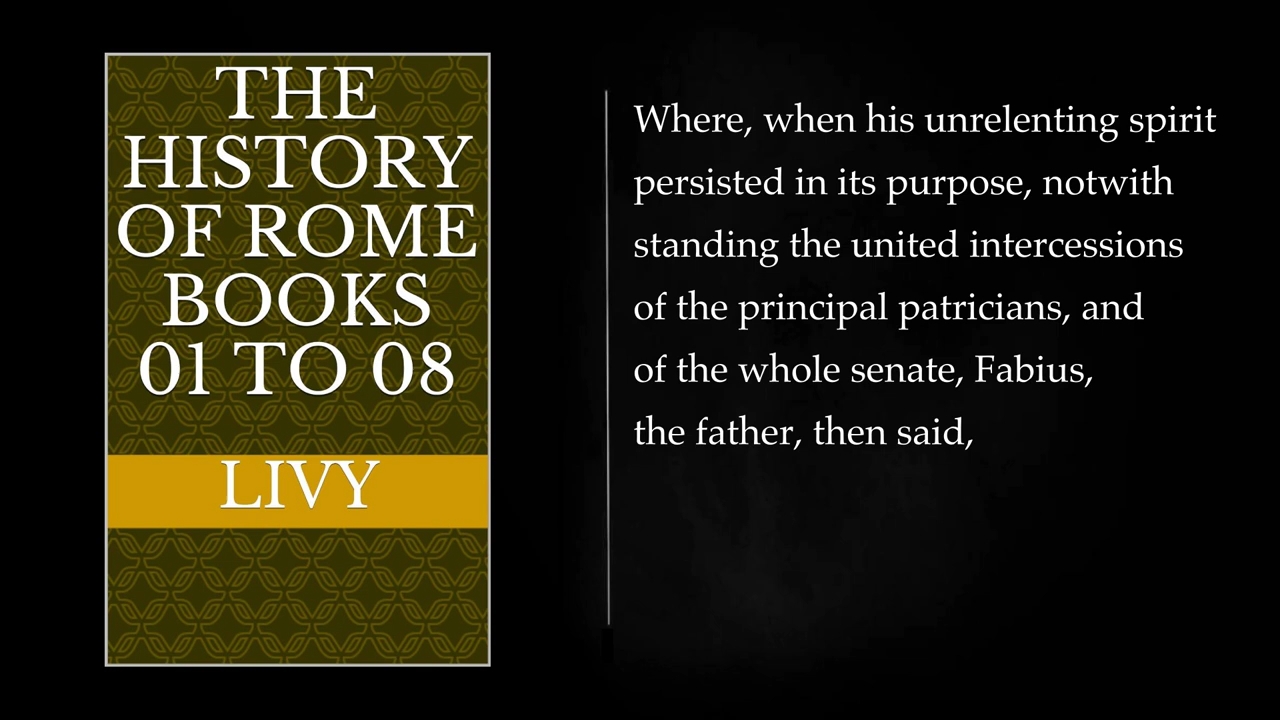 THE
HISTORY
OF ROME
BOOKS
01 TO 08
LIVY
Where, when his unrelenting spirit
persisted in its purpose, notwith
standing the united intercessions
of the principal patricians, and
of the whole senate, Fabius,
the father, then said,